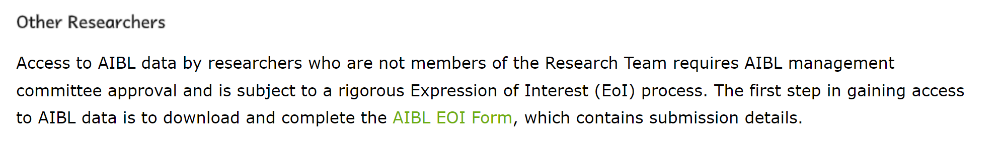 Other Researchers
Access to AIBL data by researchers who are not members of the Research Team requires AIBL management
committee approval and is subject to a rigorous Expression of Interest (EoI) process. The first step in gaining access
to AIBL data is to download and complete the AIBL EOI Form, which contains submission details.